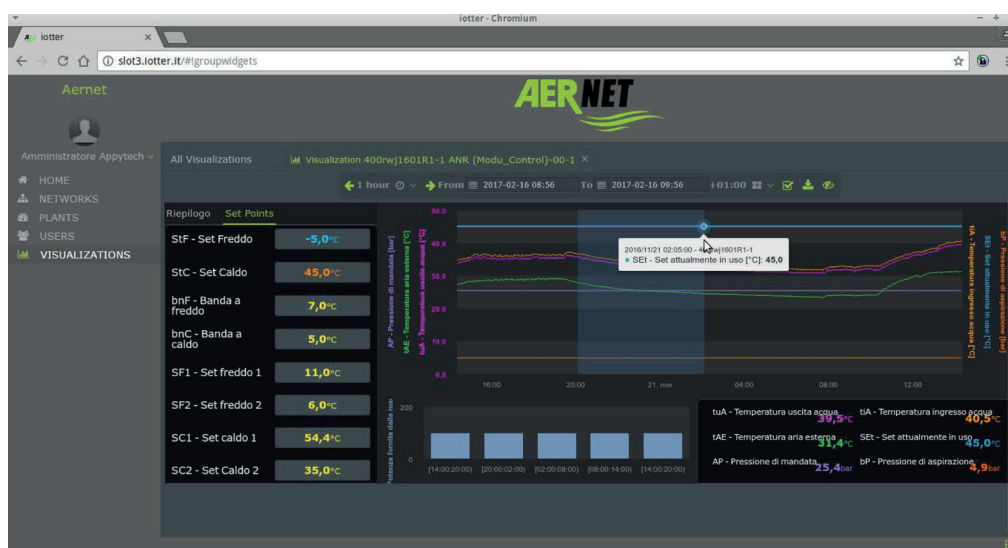 iotter - Chromium
iotter ×
slot3.iotter.it/#!groupwidgets
Aernet
AERNET
Amministratore Appytech
HOME
NETWORKS
PLANTS
USERS
VISUALIZATIONS
All Visualizations
Visualization 400rwj1601R1-1 ANR (Modu_Control)-00-1 ×
1 hour From 2017-02-16 08:56 To 2017-02-16 09:56 +01:00
Riepilogo Set Points
StF - Set Freddo -5,0°C
StC - Set Caldo 45,0°C
bnF - Banda a freddo 7,0°C
bnC - Banda a caldo 5,0°C
SF1 - Set freddo 1 11,0°C
SF2 - Set freddo 2 6,0°C
SC1 - Set caldo 1 54,4°C
SC2 - Set Caldo 2 35,0°C
AP - Pressione di mandata [bar]
tAE - Temperatura aria esterna [°C]
tuA - Temperatura uscita acqua [°C]
50,0
40,0
30,0
20,0
10,0
0,0
16:00 20:00 21. nov 04:00 08:00 12:00
2016/11/21 02:05:00 - 400rwj1601R1-1
SEt - Set attualmente in uso [°C]: 45,0
tiA - Temperatura ingresso acqua [°C]
SEt - Set attualmente in uso [°C]
bP - Pressione di aspirazione [bar]
Potenza fornita dalla
200
0
[14:00:20:00) [20:00:02:00) [02:00:08:00) [08:00:14:00) [14:00:20:00)
tuA - Temperatura uscita acqua 39,5°C
tiA - Temperatura ingresso acqua 40,5°C
tAE - Temperatura aria esterna 31,4°C
SEt - Set attualmente in uso 45,0°C
AP - Pressione di mandata 25,4bar
bP - Pressione di aspirazione 4,9bar